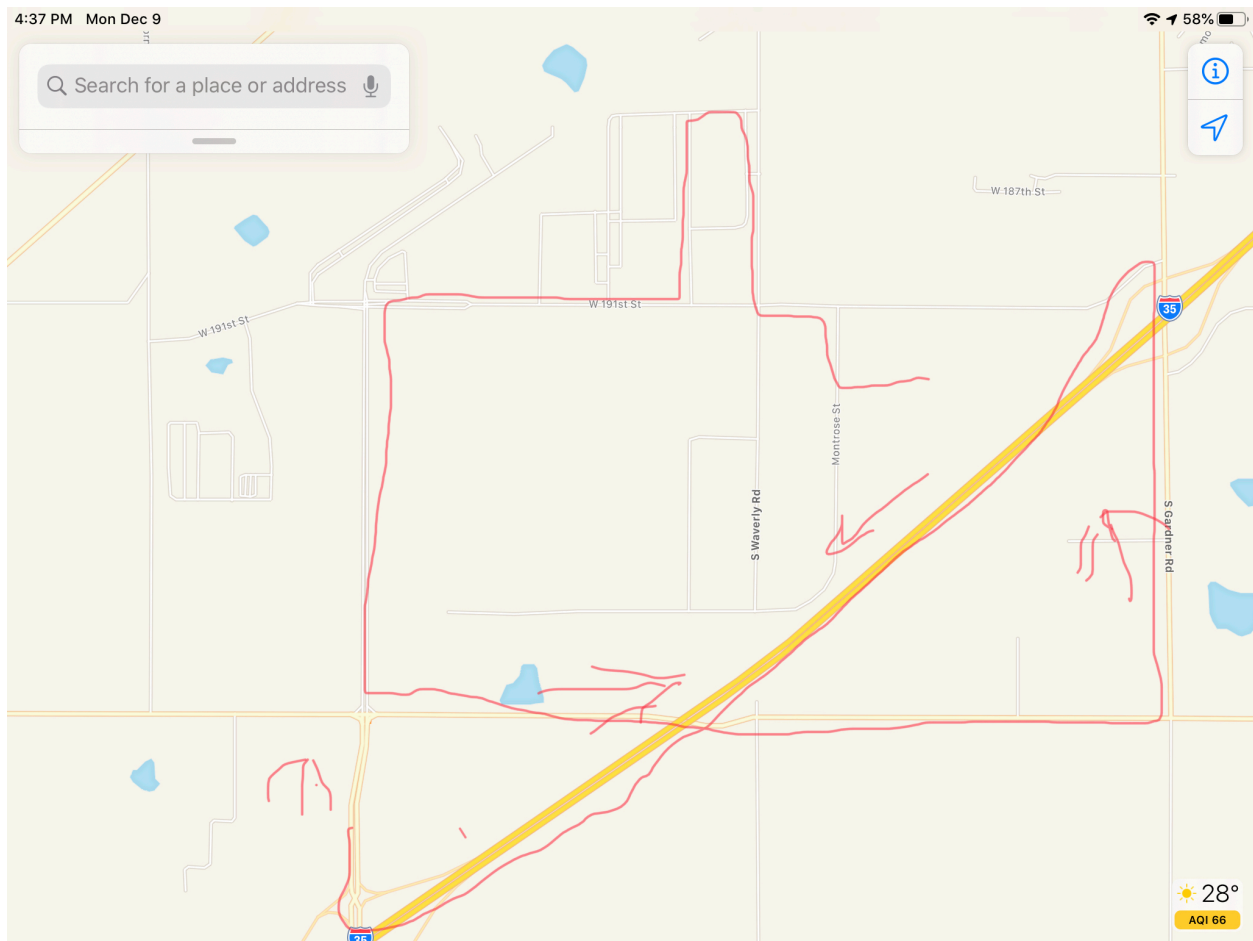 4:37 PM Mon Dec 9
58%
Search for a place or address
W 187th St
W 191st St
35
W 191st St
Montrose St
S Waverly Rd
S Gardner Rd
28°
AQI 66
35